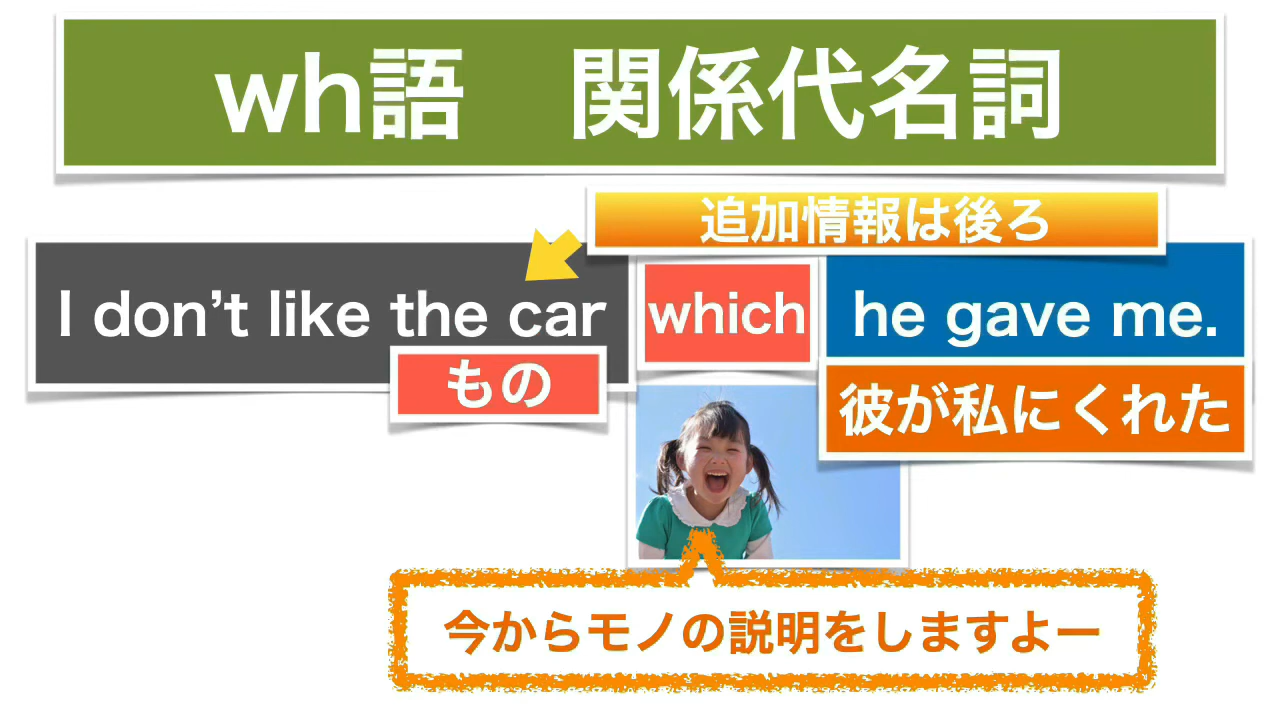 wh語　関係代名詞
追加情報は後ろ
I don’t like the car which he gave me.
もの
彼が私にくれた
今からモノの説明をしますよー